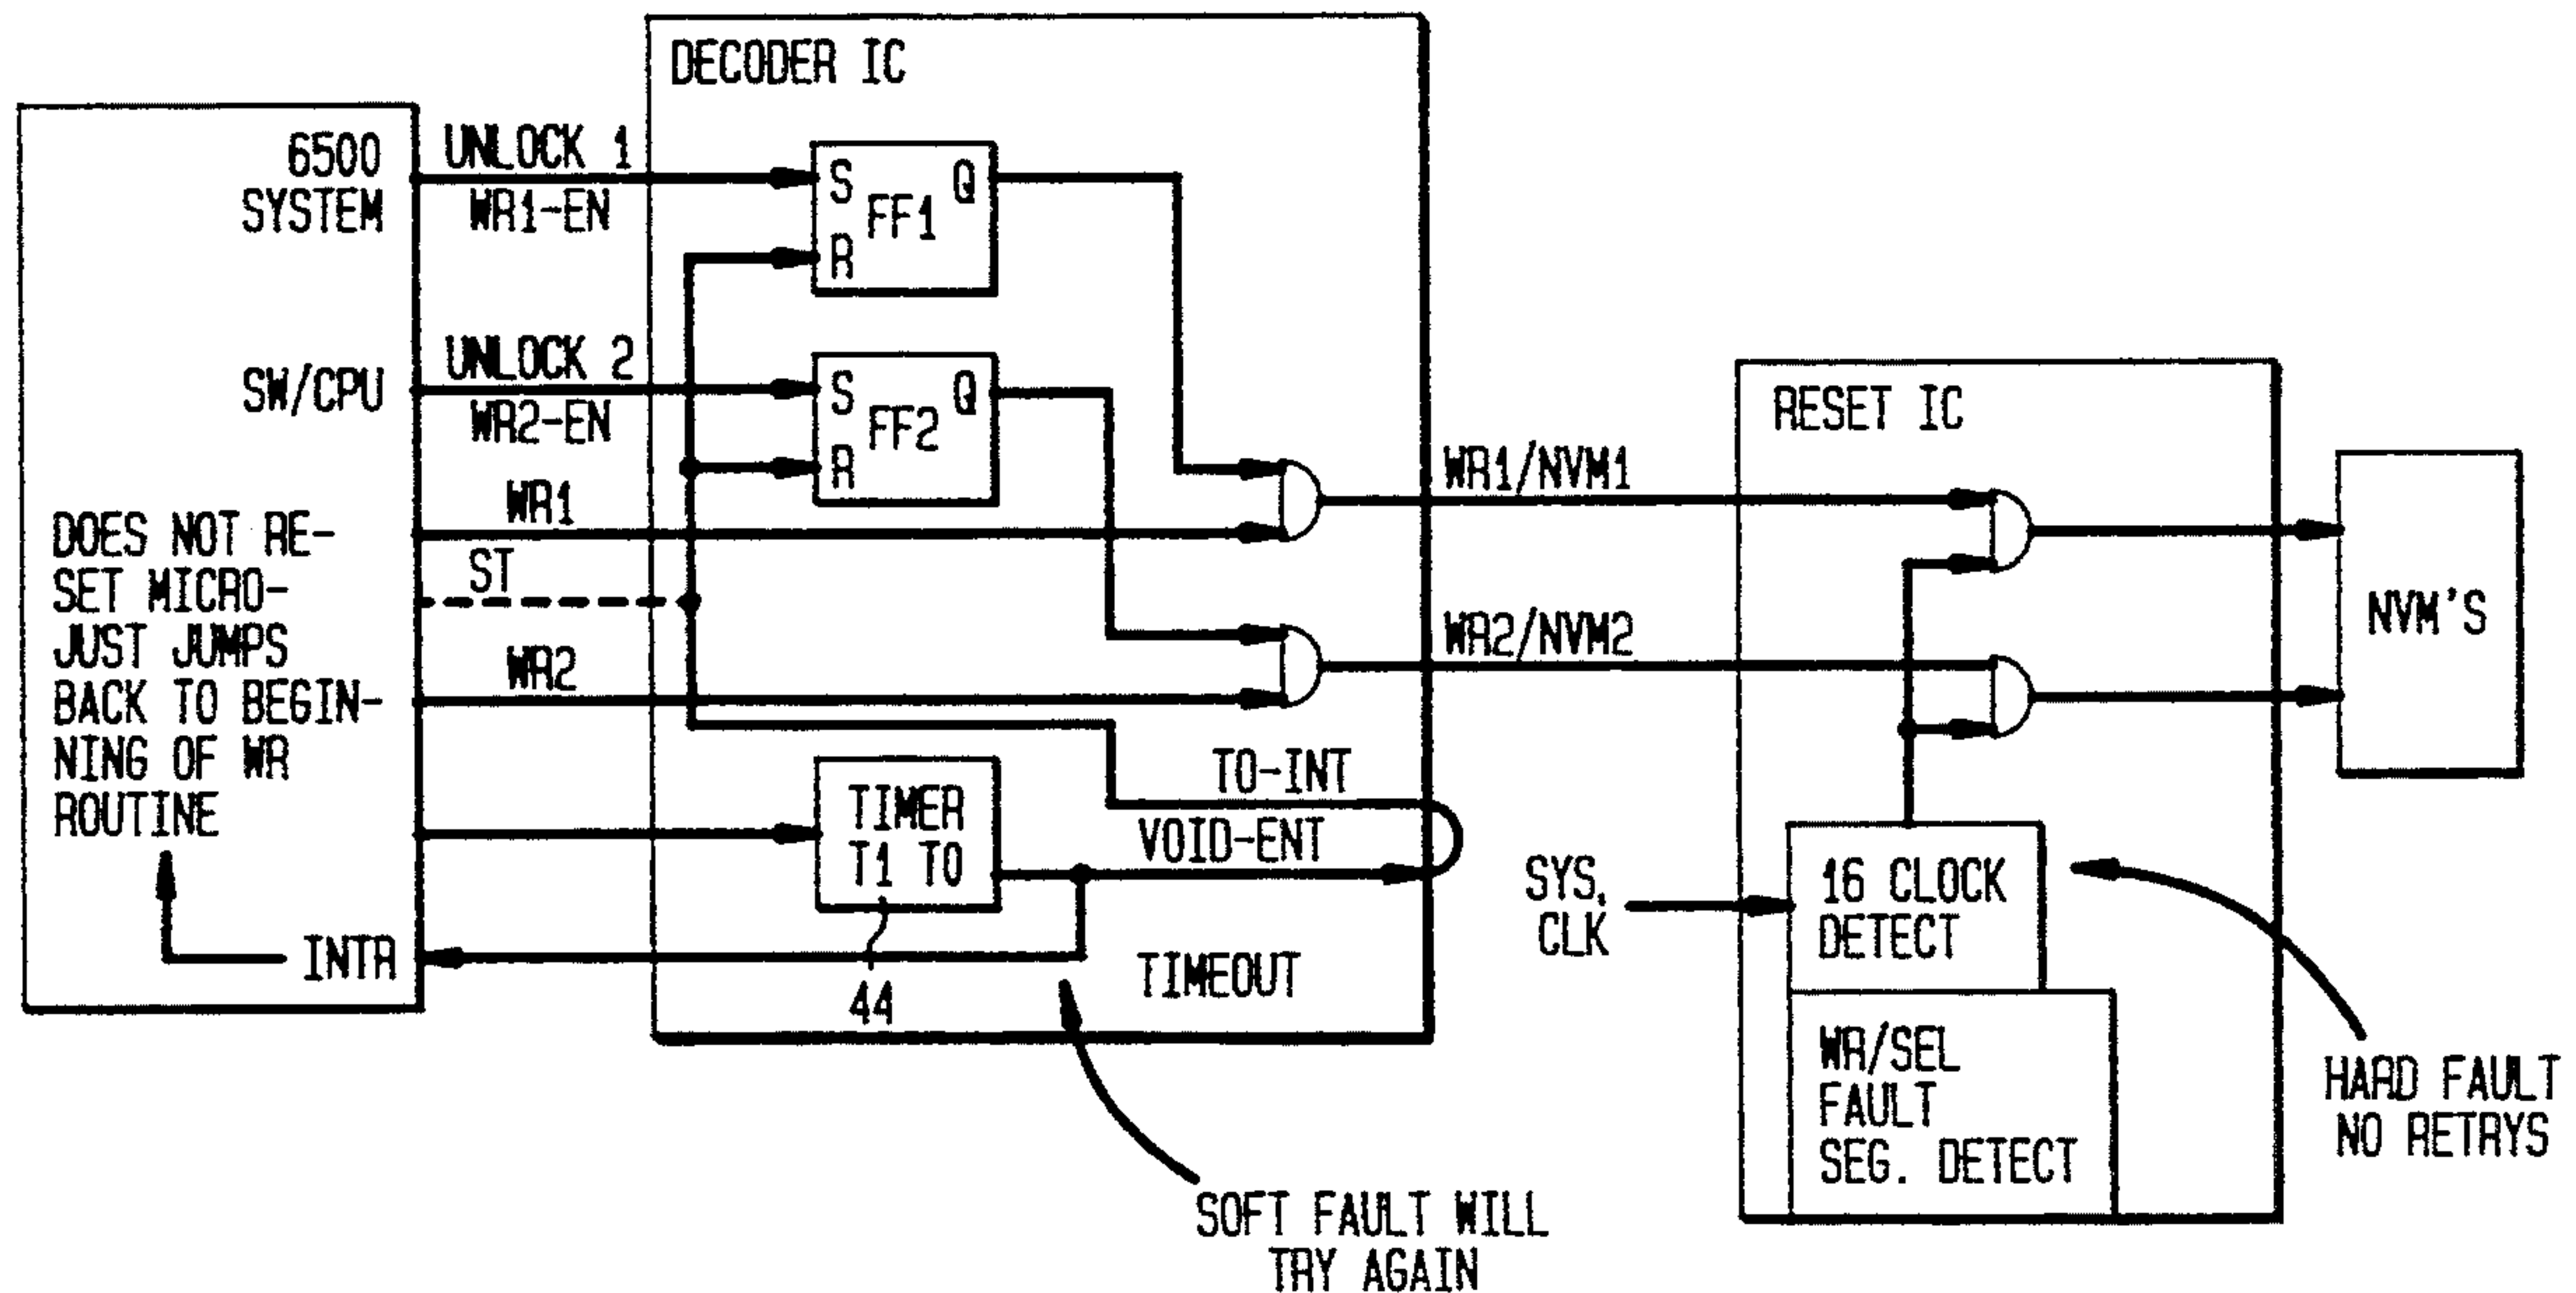 DECODER IC
6500
SYSTEM
UNLOCK 1
WR1-EN
S
Q
FF1
R
SW/CPU
UNLOCK 2
WR2-EN
S
Q
FF2
R
WR1
ST
WR2
DOES NOT RE-
SET MICRO-
JUST JUMPS
BACK TO BEGIN-
NING OF WR
ROUTINE
INTR
TIMER
T1 TO
44
TO-INT
VOID-ENT
TIMEOUT
SOFT FAULT WILL
TRY AGAIN
WR1/NVM1
WR2/NVM2
RESET IC
SYS.
CLK
16 CLOCK
DETECT
WR/SEL
FAULT
SEG. DETECT
NVM'S
HARD FAULT
NO RETRYS